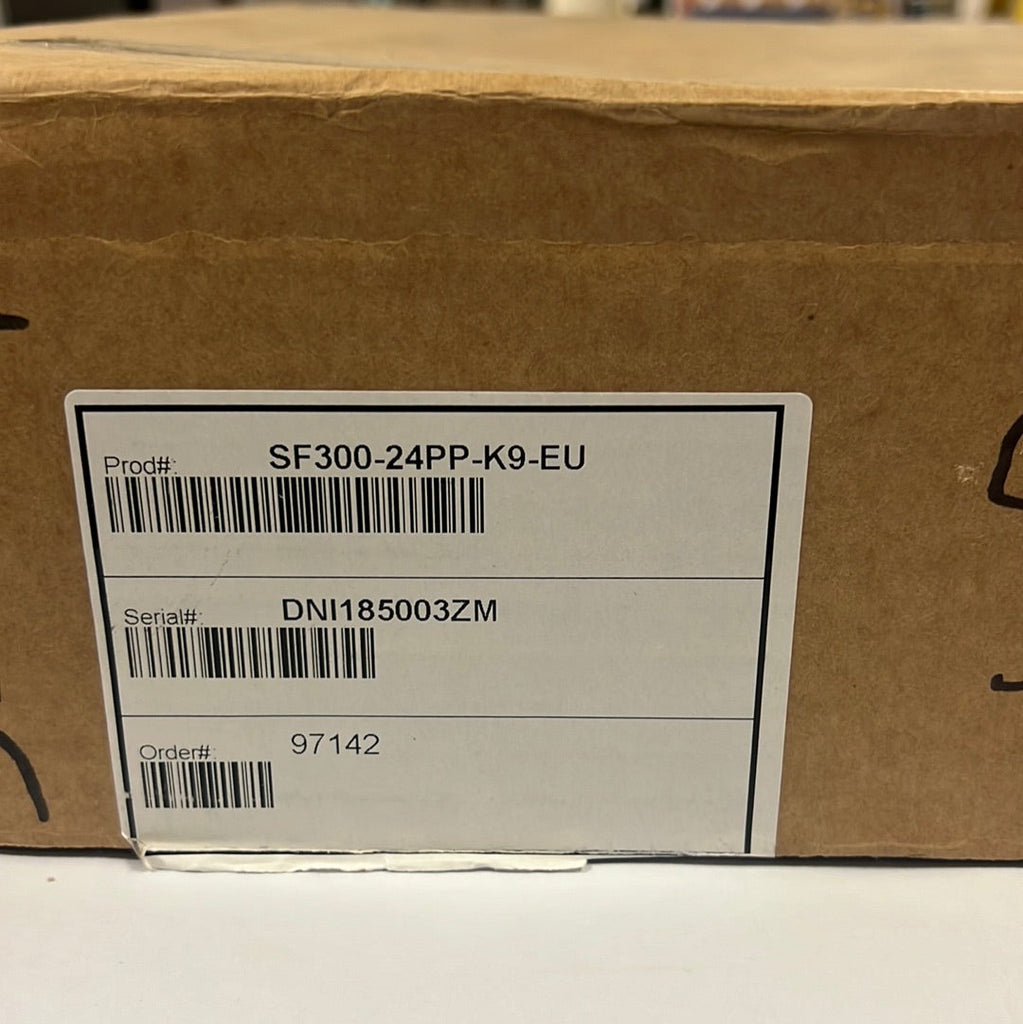 Prod#: SF300-24PP-K9-EU
Serial#: DNI185003ZM
Order#: 97142